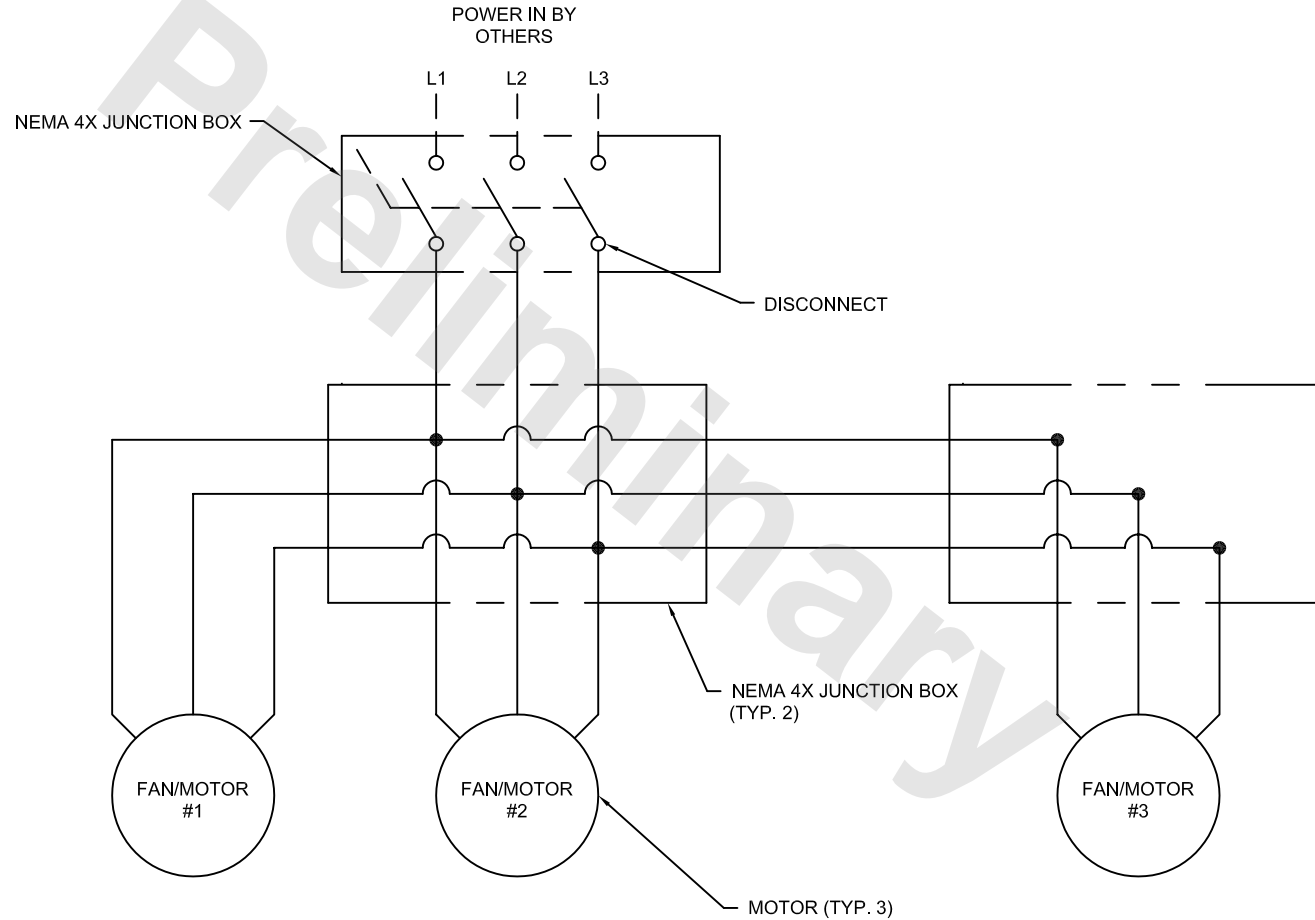 POWER IN BY
OTHERS
L1 L2 L3
NEMA 4X JUNCTION BOX
DISCONNECT
NEMA 4X JUNCTION BOX
(TYP. 2)
FAN/MOTOR
#1
FAN/MOTOR
#2
FAN/MOTOR
#3
MOTOR (TYP. 3)
Preliminary